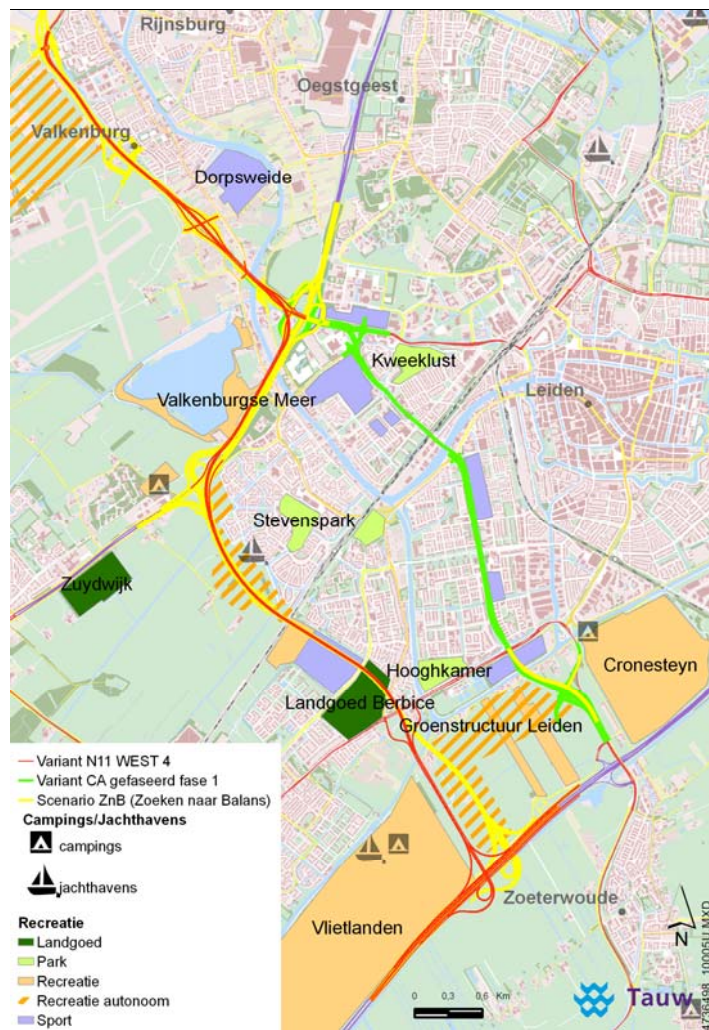 Rijnsburg
Oegstgeest
Valkenburg
Dorpsweide
Kweeklust
Leiden
Valkenburgse Meer
Stevenspark
Zuydwijk
Hooghkamer
Cronesteyn
Landgoed Berbice
Groenstructuur Leiden
Zoeterwoude
Vlietlanden
Variant N11 WEST 4
Variant CA gefaseerd fase 1
Scenario ZnB (Zoeken naar Balans)
Campings/Jachthavens
campings
jachthavens
Recreatie
Landgoed
Park
Recreatie
Recreatie autonoom
Sport
0 0,3 0,6 Km
N
Tauw